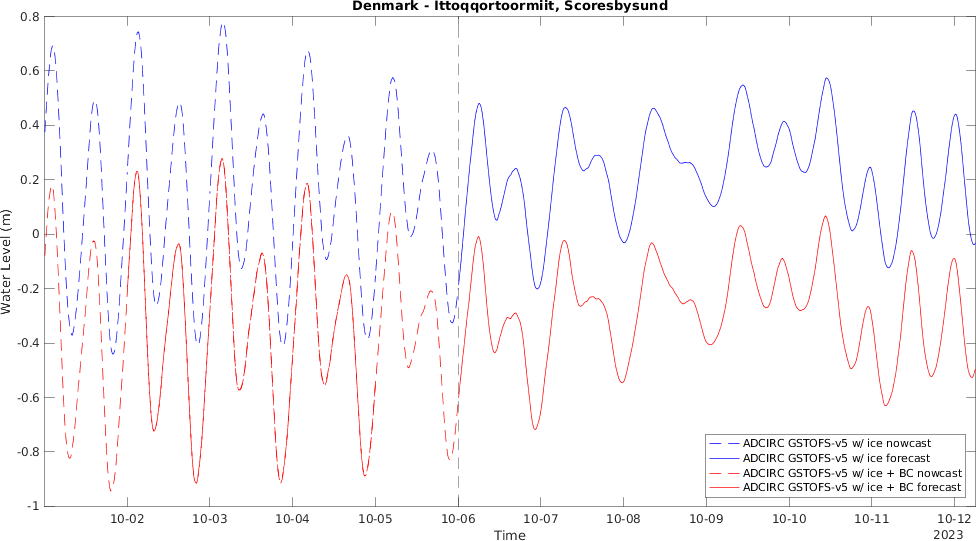 Denmark - Ittoqqortoormiit, Scoresbysund
Water Level (m)
0.8
0.6
0.4
0.2
0
-0.2
-0.4
-0.6
-0.8
-1
10-02 10-03 10-04 10-05 10-06 10-07 10-08 10-09 10-10 10-11 10-12
Time
2023
ADCIRC GSTOFS-v5 w/ ice nowcast
ADCIRC GSTOFS-v5 w/ ice forecast
ADCIRC GSTOFS-v5 w/ ice + BC nowcast
ADCIRC GSTOFS-v5 w/ ice + BC forecast